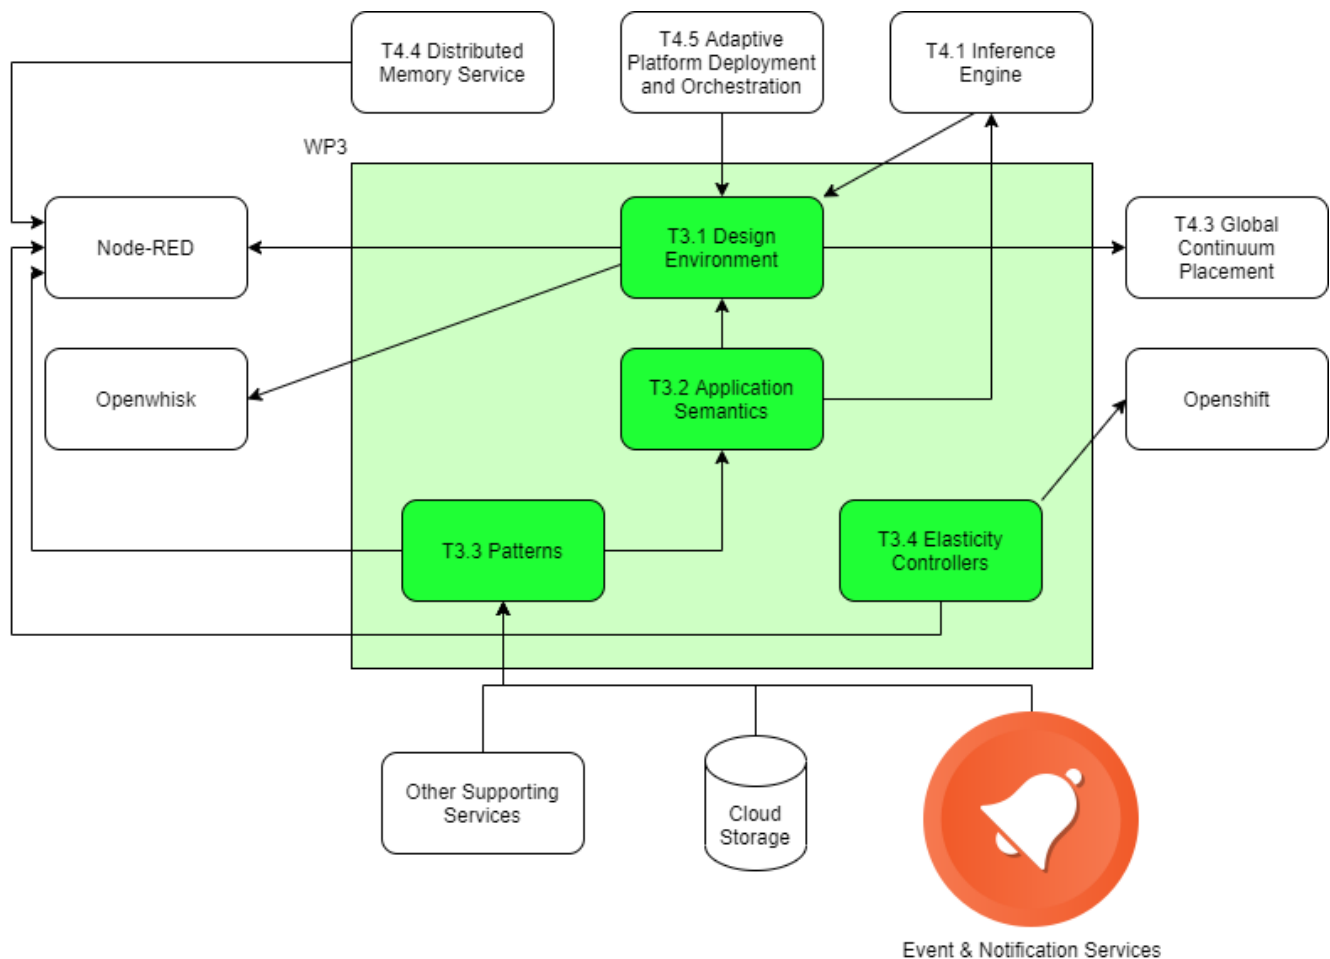 T4.4 Distributed
Memory Service
T4.5 Adaptive
Platform Deployment
and Orchestration
T4.1 Inference
Engine
WP3
Node-RED
T3.1 Design
Environment
T4.3 Global
Continuum
Placement
Openwhisk
T3.2 Application
Semantics
Openshift
T3.3 Patterns
T3.4 Elasticity
Controllers
Other Supporting
Services
Cloud
Storage
Event & Notification Services